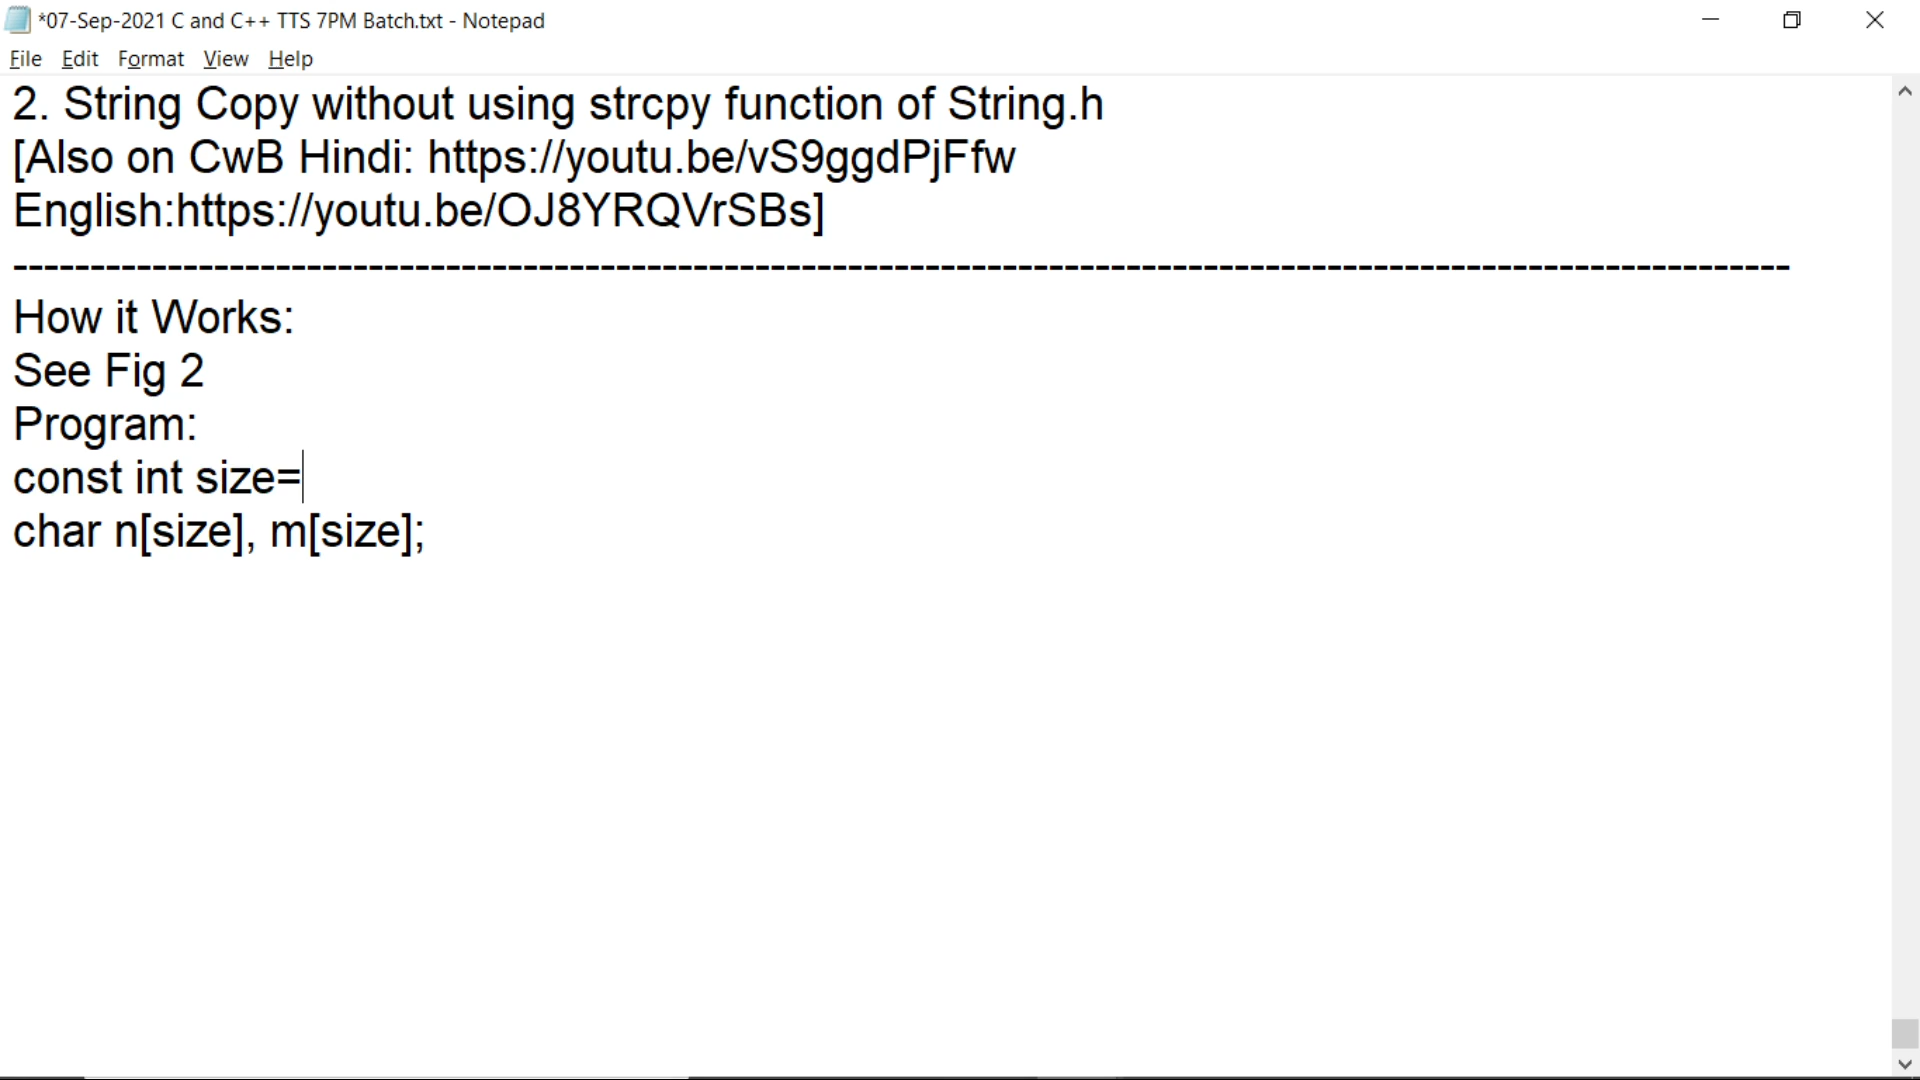 *07-Sep-2021 C and C++ TTS 7PM Batch.txt - Notepad
File Edit Format View Help
2. String Copy without using strcpy function of String.h
[Also on CwB Hindi: https://youtu.be/vS9ggdPjFfw
English:https://youtu.be/OJ8YRQVrSBs]
--------------------------------------------------------------------------------------------------------------------
How it Works:
See Fig 2
Program:
const int size=
char n[size], m[size];